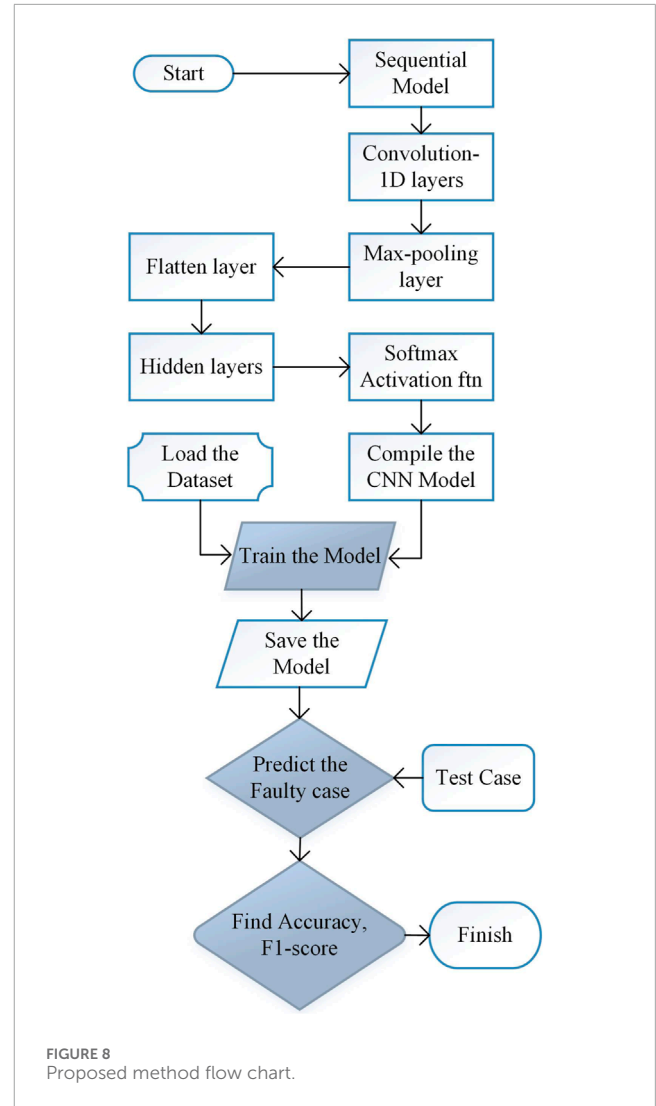 Start
Sequential
Model
Convolution-
1D layers
Max-pooling
layer
Flatten layer
Hidden layers
Softmax
Activation ftn
Compile the
CNN Model
Load the
Dataset
Train the Model
Save the
Model
Predict the
Faulty case
Test Case
Find Accuracy,
F1-score
Finish
FIGURE 8
Proposed method flow chart.